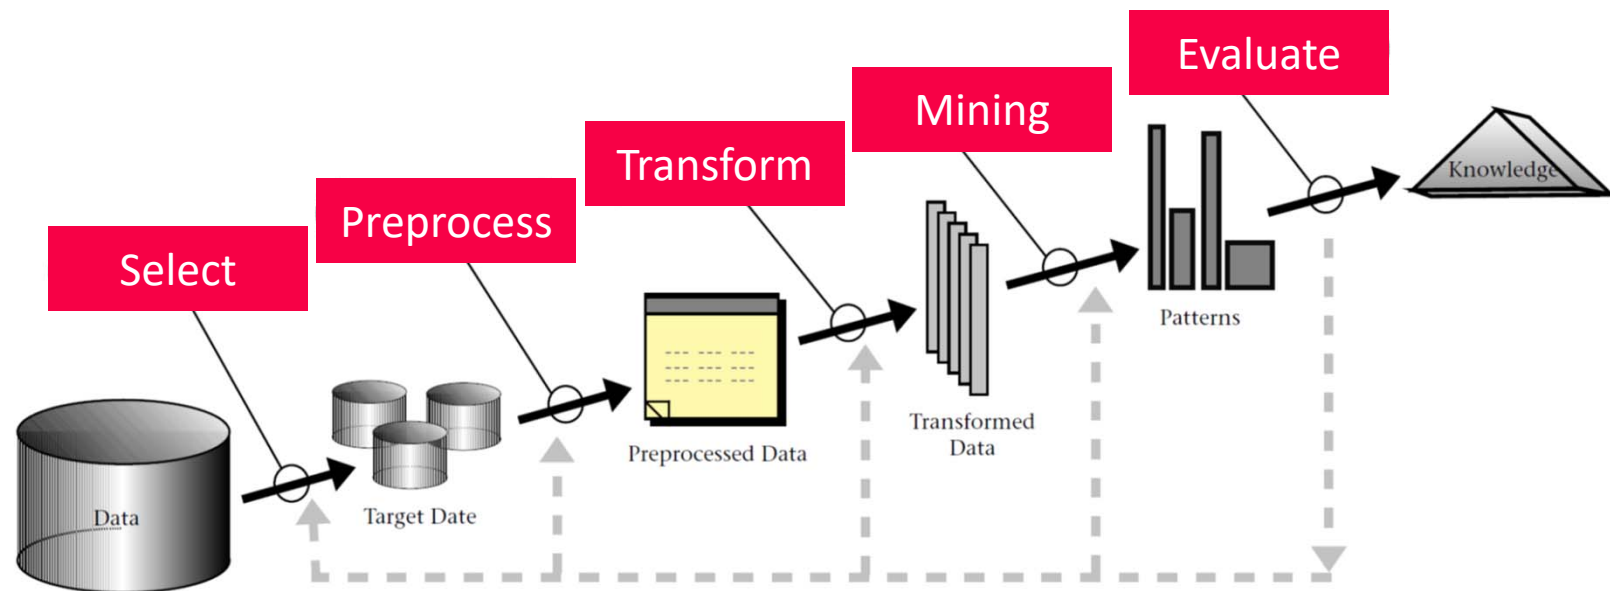 Evaluate
Mining
Transform
Preprocess
Select
Data
Target Date
Preprocessed Data
Transformed
Data
Patterns
Knowledge